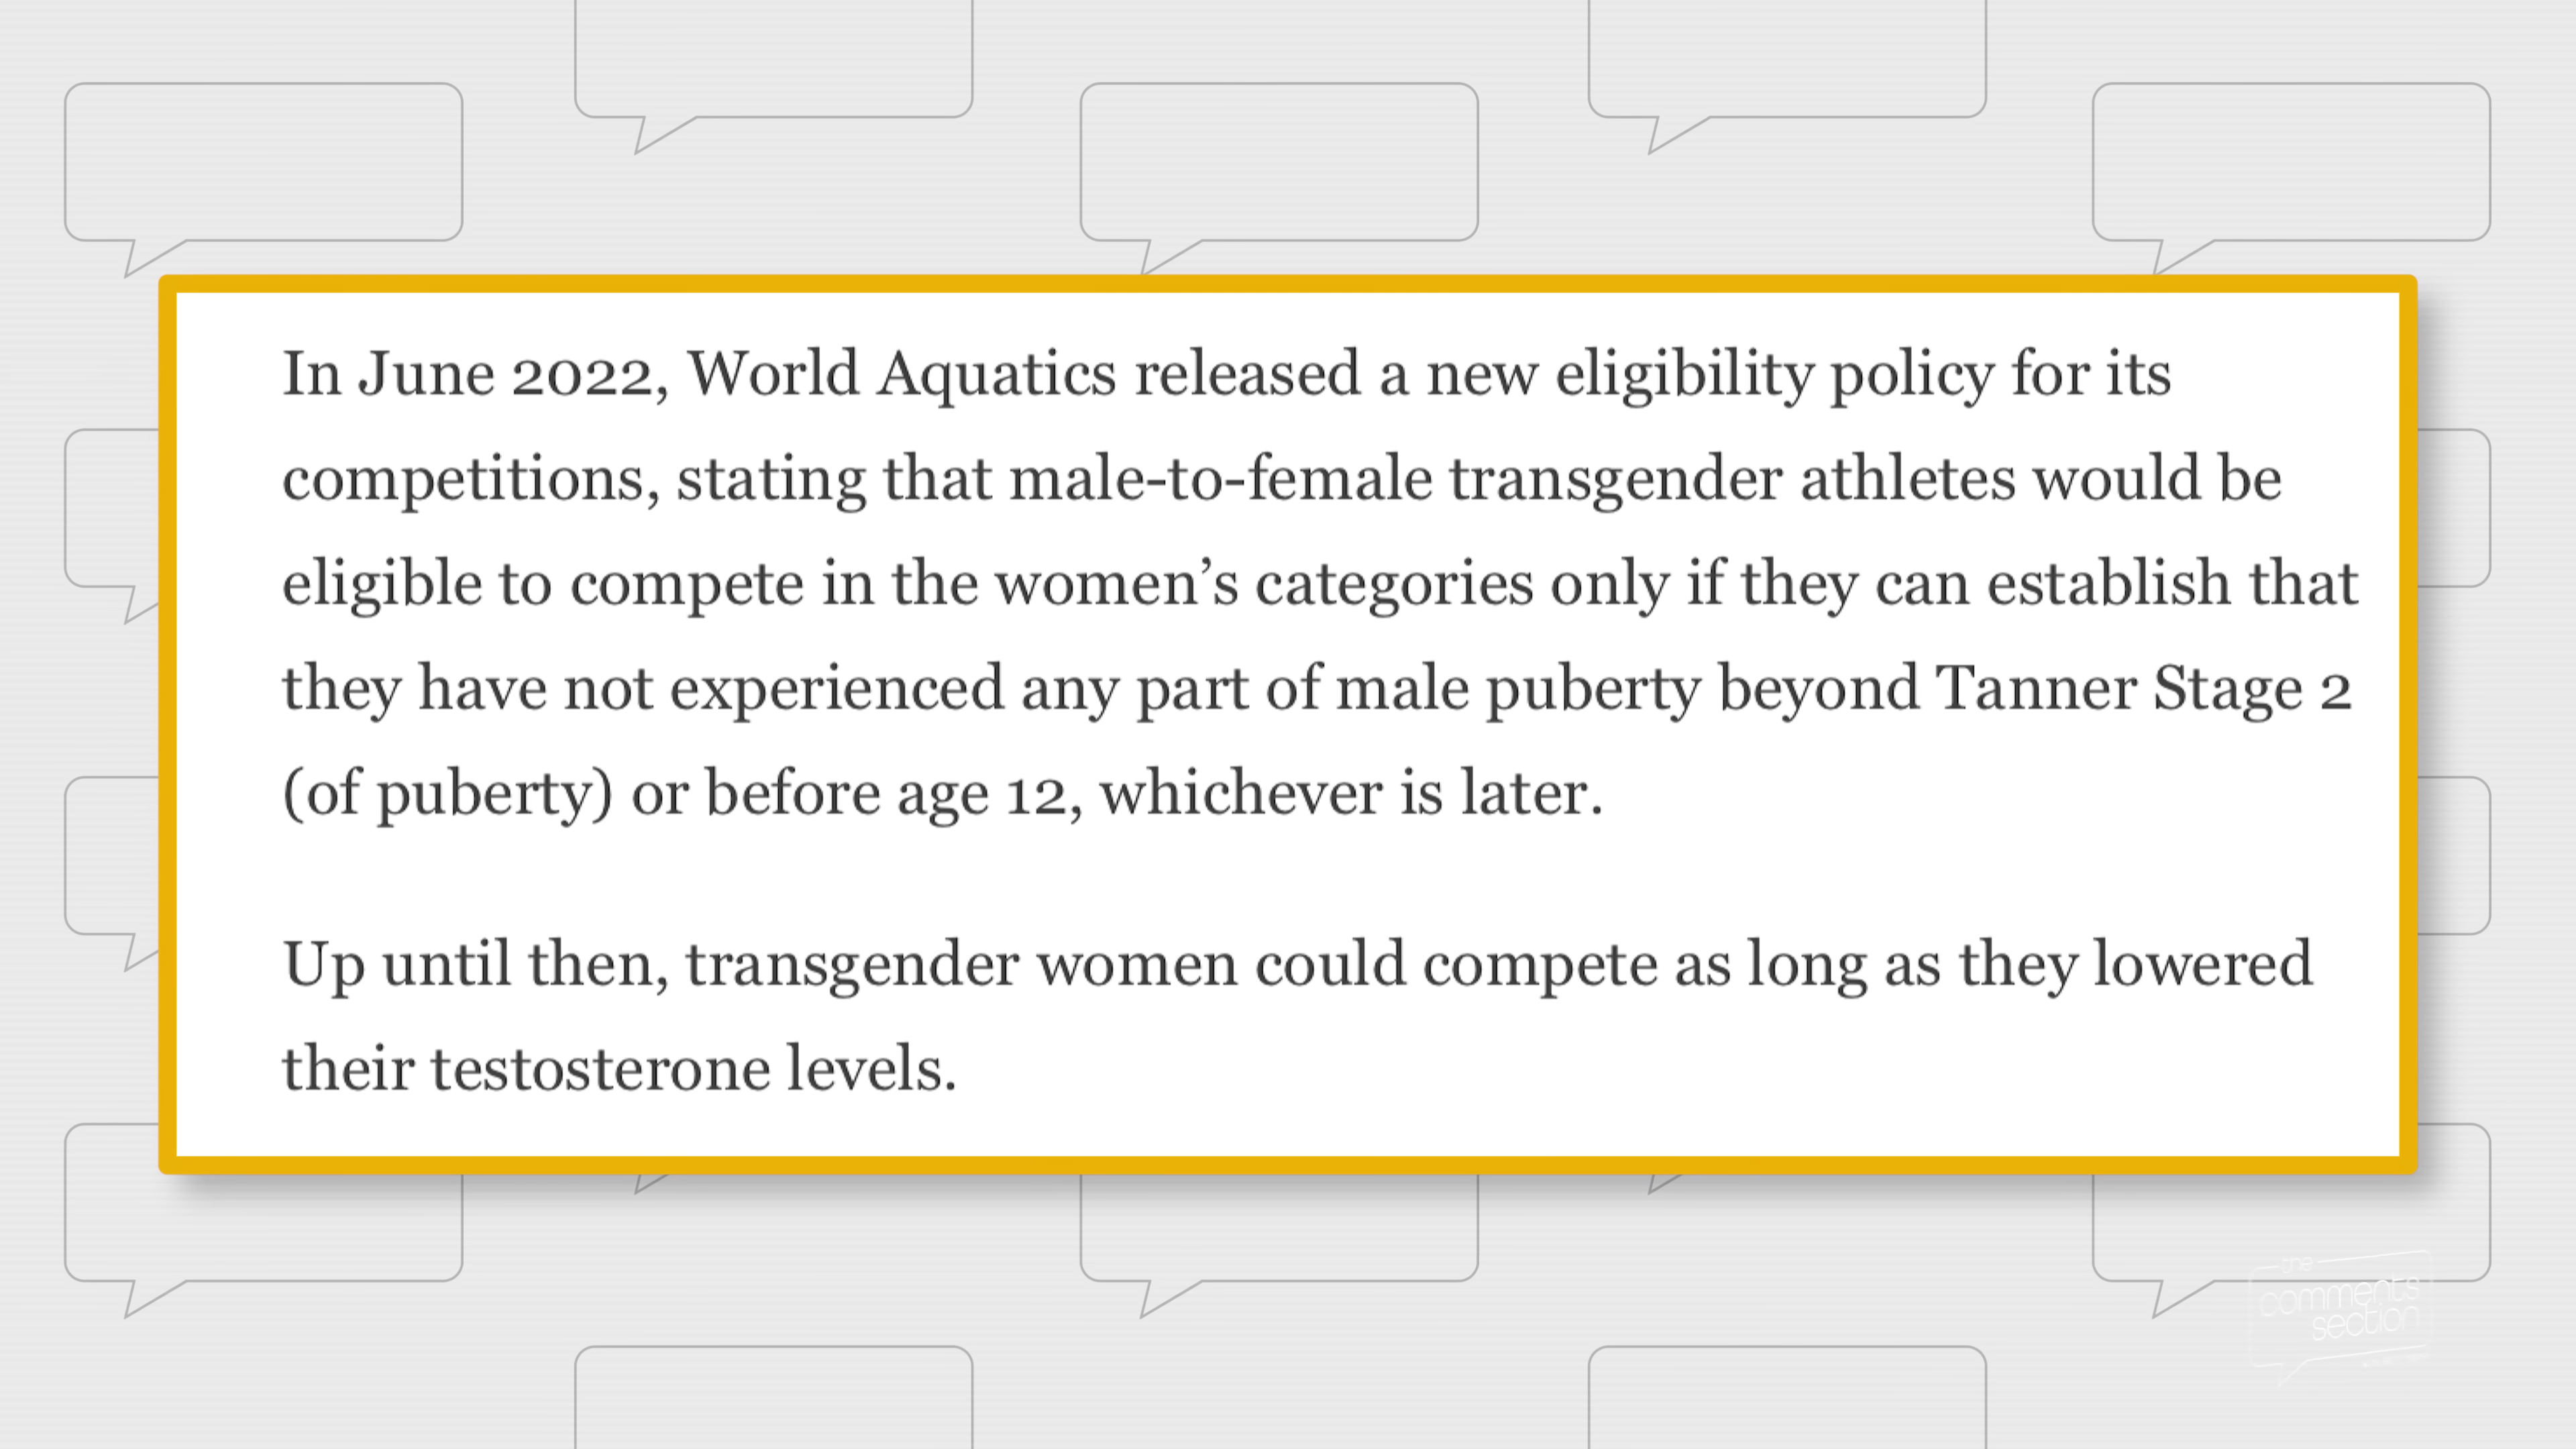 In June 2022, World Aquatics released a new eligibility policy for its
competitions, stating that male-to-female transgender athletes would be
eligible to compete in the women’s categories only if they can establish that
they have not experienced any part of male puberty beyond Tanner Stage 2
(of puberty) or before age 12, whichever is later.
Up until then, transgender women could compete as long as they lowered
their testosterone levels.
the
comments
section